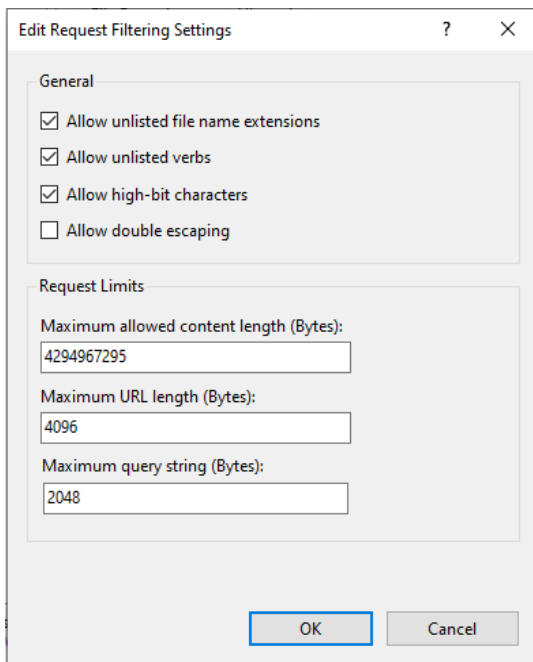 Edit Request Filtering Settings
?
General
Allow unlisted file name extensions
Allow unlisted verbs
Allow high-bit characters
Allow double escaping
Request Limits
Maximum allowed content length (Bytes):
4294967295
Maximum URL length (Bytes):
4096
Maximum query string (Bytes):
2048
OK Cancel